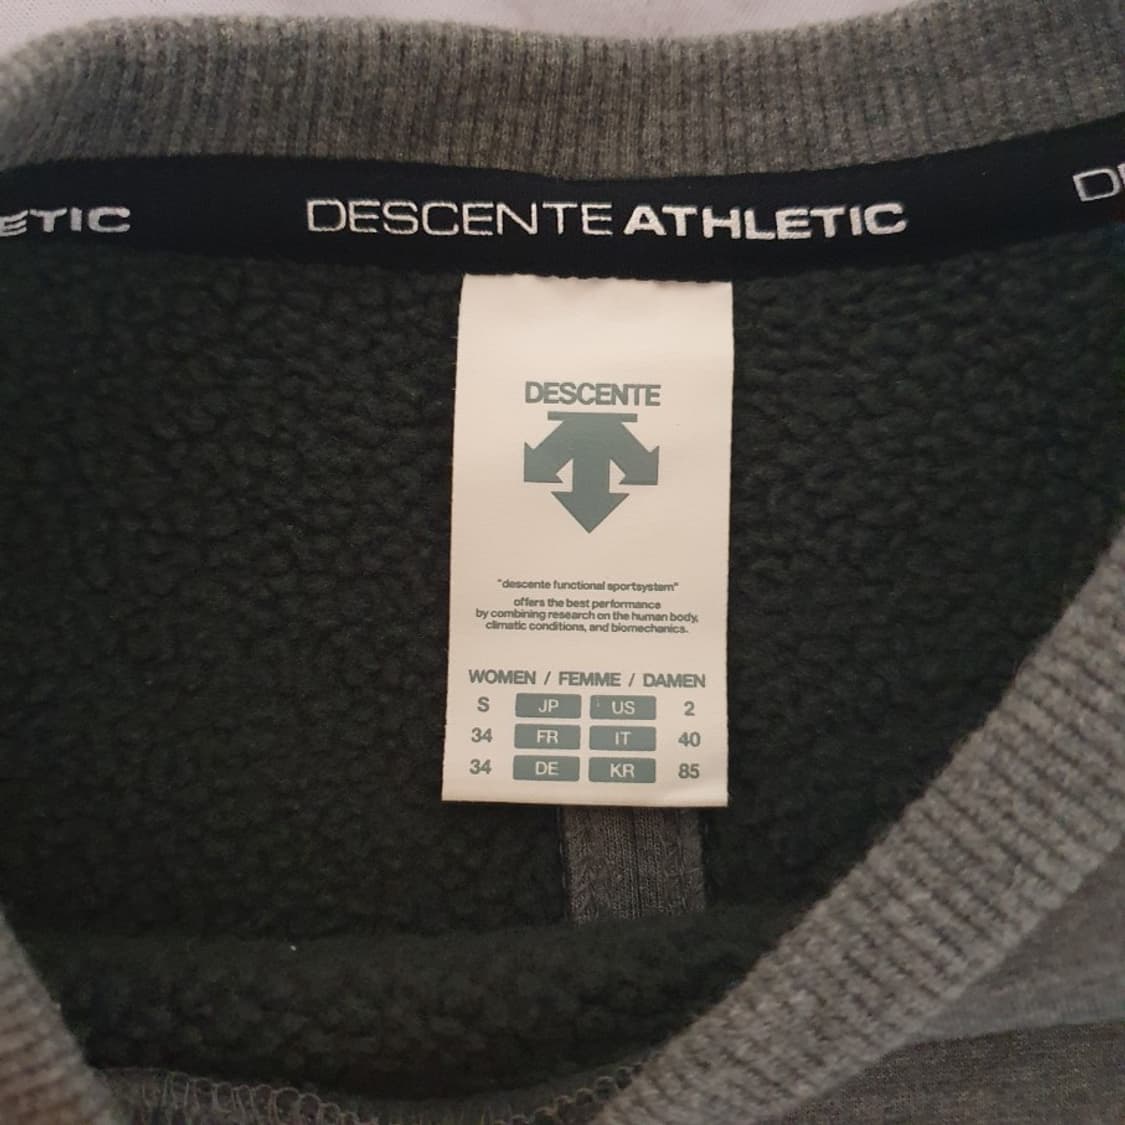 ETIC DESCENTE ATHLETIC D
DESCENTE
"descente functional sportsystem"
offers the best performance
by combining research on the human body,
climatic conditions, and biomechanics.
WOMEN / FEMME / DAMEN
S JP US 2
34 FR IT 40
34 DE KR 85